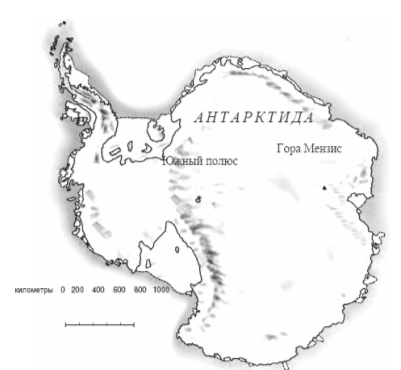 АНТАРКТИДА
Гора Мензис
Южный полюс
километры 0 200 400 600 800 1000